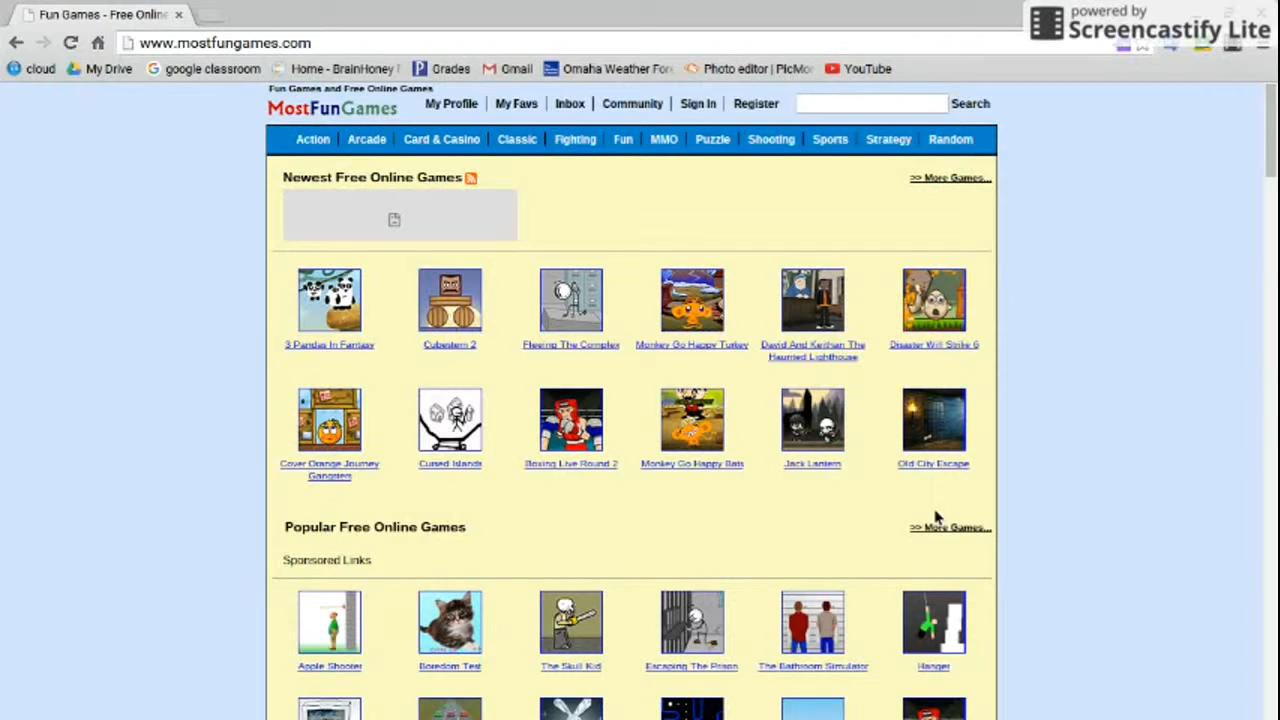 Fun Games - Free Online
powered by
Screencastify Lite
www.mostfungames.com
cloud My Drive google classroom Home - BrainHoney Grades Gmail Omaha Weather For Photo editor | PicMo YouTube
Fun Games and Free Online Games
MostFunGames My Profile My Favs Inbox Community Sign In Register Search
Action Arcade Card & Casino Classic Fighting Fun MMO Puzzle Shooting Sports Strategy Random
Newest Free Online Games >> More Games...
3 Pandas In Fantasy Cubestern 2 Fleeing The Complex Monkey Go Happy Turkey David And Keithan The Disaster Will Strike 6
Haunted Lighthouse
Cover Orange Journey Cursed Islands Boxing Live Round 2 Monkey Go Happy Bats Jack Lantern Old City Escape
Gangsters
Popular Free Online Games >> More Games...
Sponsored Links
Apple Shooter Boredom Test The Skull Kid Escaping The Prison The Bathroom Simulator Hanger